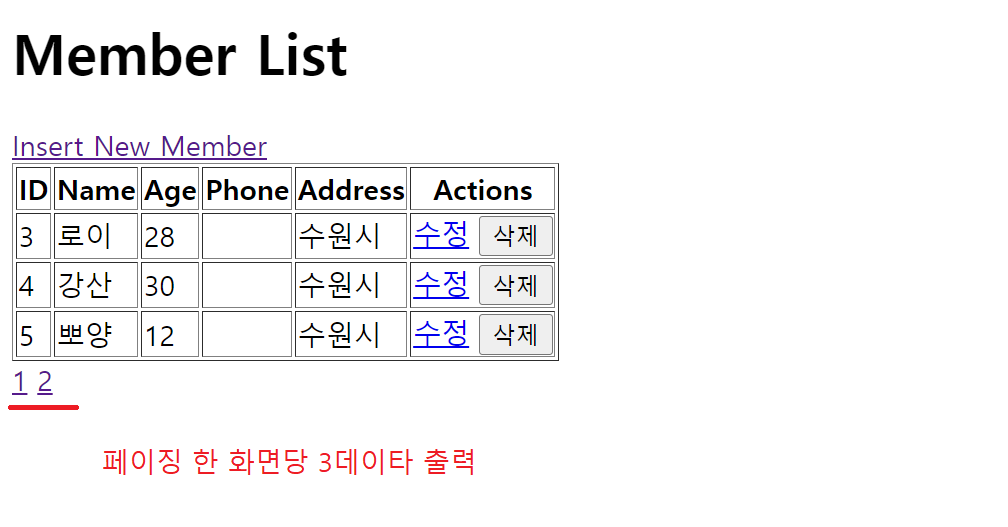 Member List
Insert New Member
ID Name Age Phone Address Actions
3 로이 28 수원시 수정 삭제
4 강산 30 수원시 수정 삭제
5 뽀양 12 수원시 수정 삭제
1 2
페이징 한 화면당 3데이타 출력